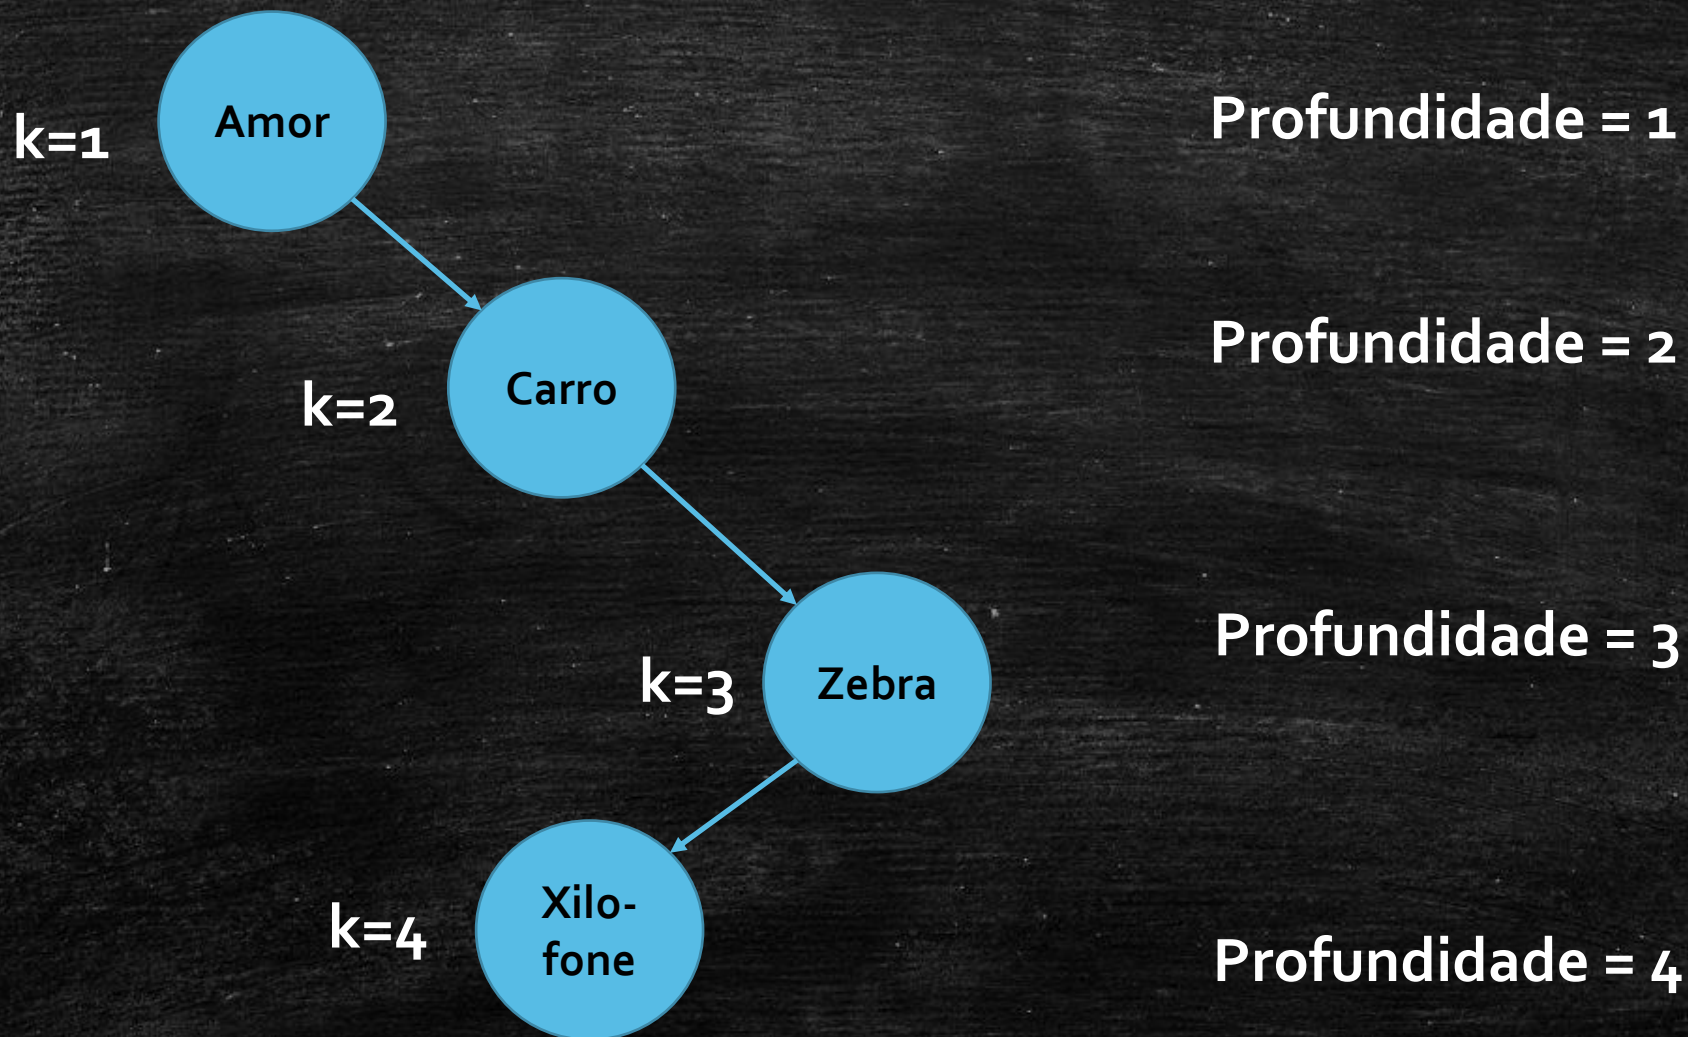 k=1
Amor
Profundidade = 1
k=2
Carro
Profundidade = 2
k=3
Zebra
Profundidade = 3
k=4
Xilo-
fone
Profundidade = 4